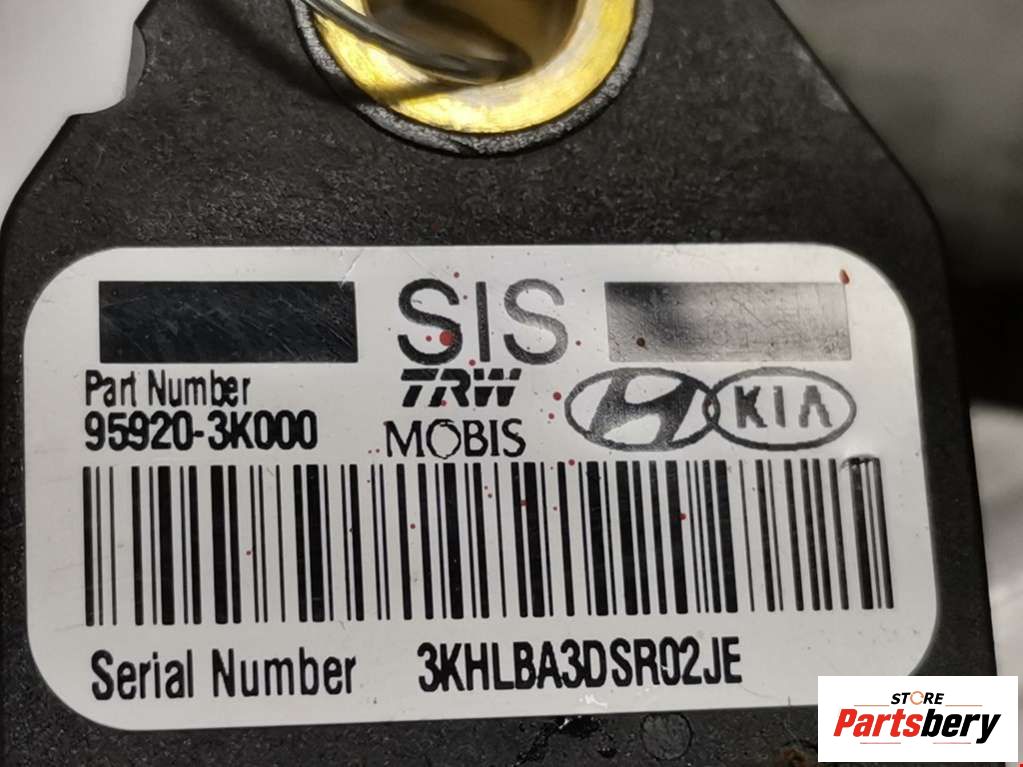 SIS
Part Number
95920-3K000
TRW
MOBIS
KIA
Serial Number 3KHLBA3DSR02JE
STORE
Partsbery